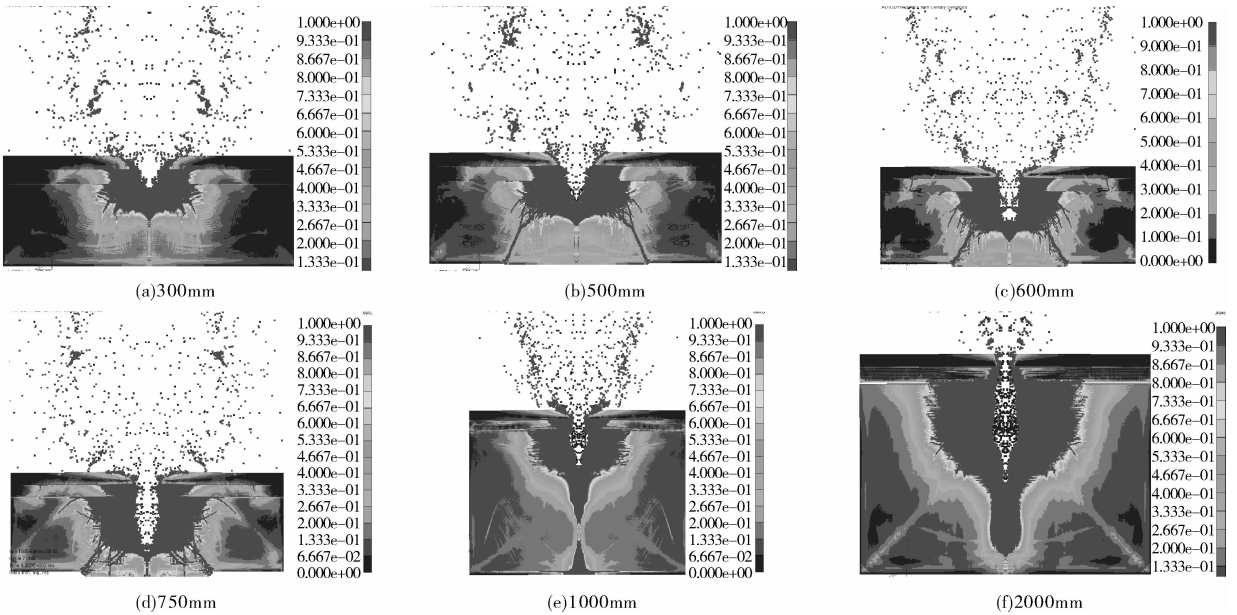 1.000e+00
9.333e−01
8.667e−01
8.000e−01
7.333e−01
6.667e−01
6.000e−01
5.333e−01
4.667e−01
4.000e−01
3.333e−01
2.667e−01
2.000e−01
1.333e−01
(a)300mm
1.000e+00
9.333e−01
8.667e−01
8.000e−01
7.333e−01
6.667e−01
6.000e−01
5.333e−01
4.667e−01
4.000e−01
3.333e−01
2.667e−01
2.000e−01
1.333e−01
(b)500mm
1.000e+00
9.000e−01
8.000e−01
7.000e−01
6.000e−01
5.000e−01
4.000e−01
3.000e−01
2.000e−01
1.000e−01
0.000e+00
(c)600mm
1.000e+00
9.333e−01
8.667e−01
8.000e−01
7.333e−01
6.667e−01
6.000e−01
5.333e−01
4.667e−01
4.000e−01
3.333e−01
2.667e−01
2.000e−01
1.333e−01
6.667e−02
0.000e+00
(d)750mm
1.000e+00
9.333e−01
8.667e−01
8.000e−01
7.333e−01
6.667e−01
6.000e−01
5.333e−01
4.667e−01
4.000e−01
3.333e−01
2.667e−01
2.000e−01
1.333e−01
6.667e−02
0.000e+00
(e)1000mm
1.000e+00
9.333e−01
8.667e−01
8.000e−01
7.333e−01
6.667e−01
6.000e−01
5.333e−01
4.667e−01
4.000e−01
3.333e−01
2.667e−01
2.000e−01
1.333e−01
(f)2000mm